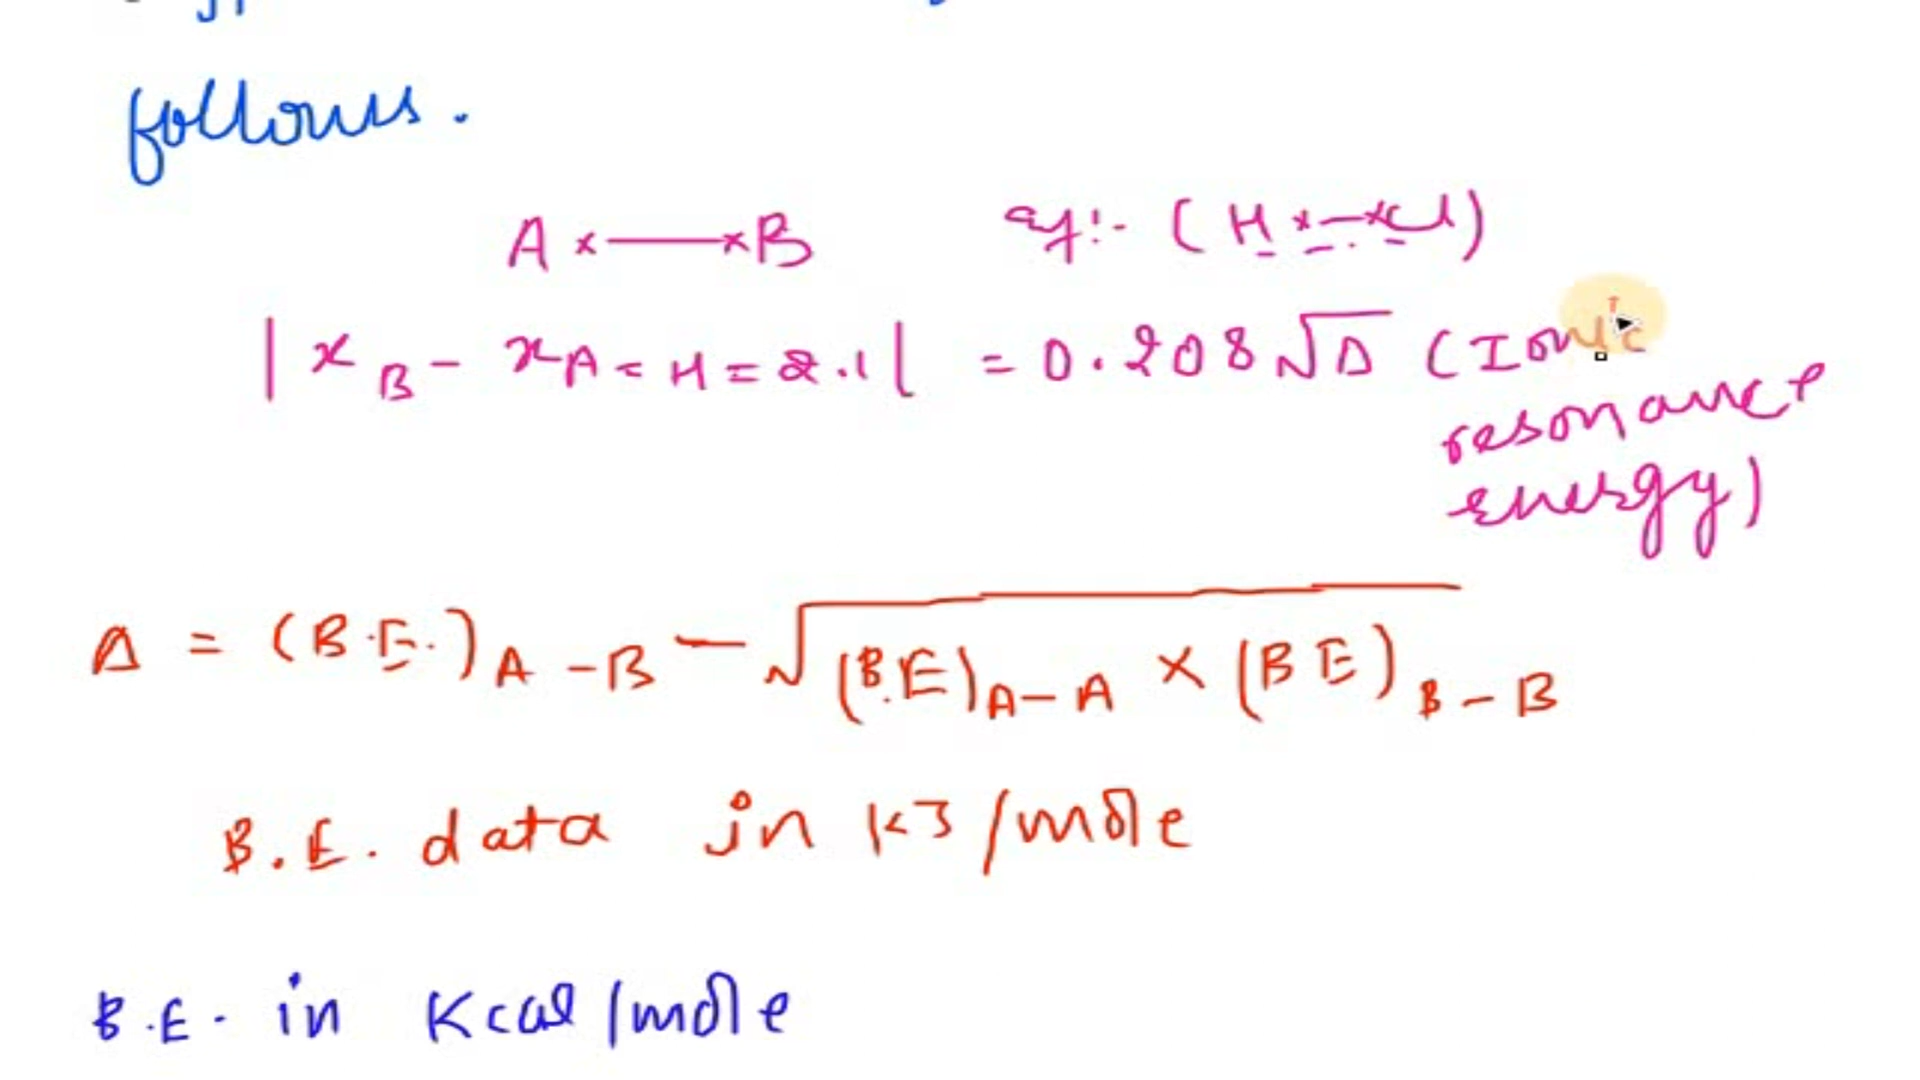 follows.
A ×——× B eg:- ( H ×–.–× Cl )
| x_B - x_A = H = 2.1 | = 0.208 √Δ ( Ionic
resonance
energy )
Δ = (B.E.)_A-B - √(B.E)_A-A × (BE)_B-B
B.E. data in KJ/mole
B.E. in Kcal/mole